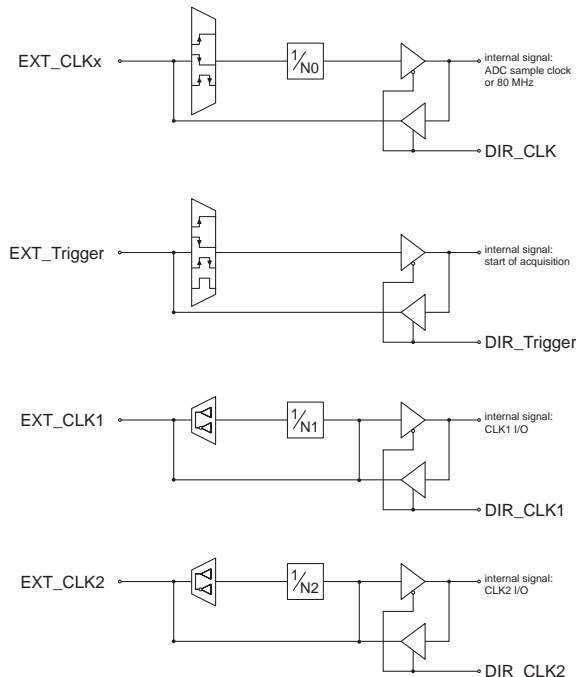 EXT_CLKx
1/N0
internal signal:
ADC sample clock
or 80 MHz
DIR_CLK
EXT_Trigger
internal signal:
start of acquisition
DIR_Trigger
EXT_CLK1
1/N1
internal signal:
CLK1 I/O
DIR_CLK1
EXT_CLK2
1/N2
internal signal:
CLK2 I/O
DIR_CLK2